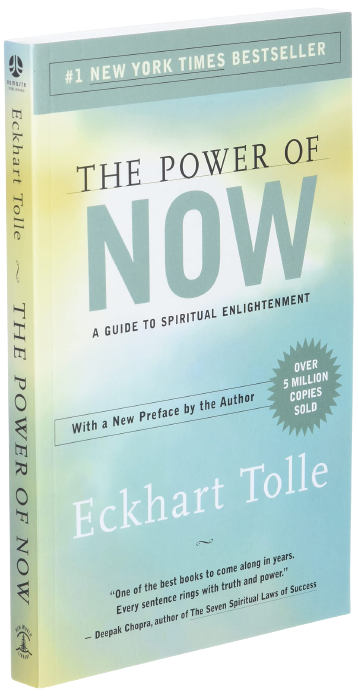 #1 NEW YORK TIMES BESTSELLER
THE POWER OF
NOW
A GUIDE TO SPIRITUAL ENLIGHTENMENT
OVER
5 MILLION
COPIES
SOLD
With a New Preface by the Author
Eckhart Tolle
~
"One of the best books to come along in years.
Every sentence rings with truth and power."
— Deepak Chopra, author of The Seven Spiritual Laws of Success
Eckhart Tolle ~ THE POWER OF NOW